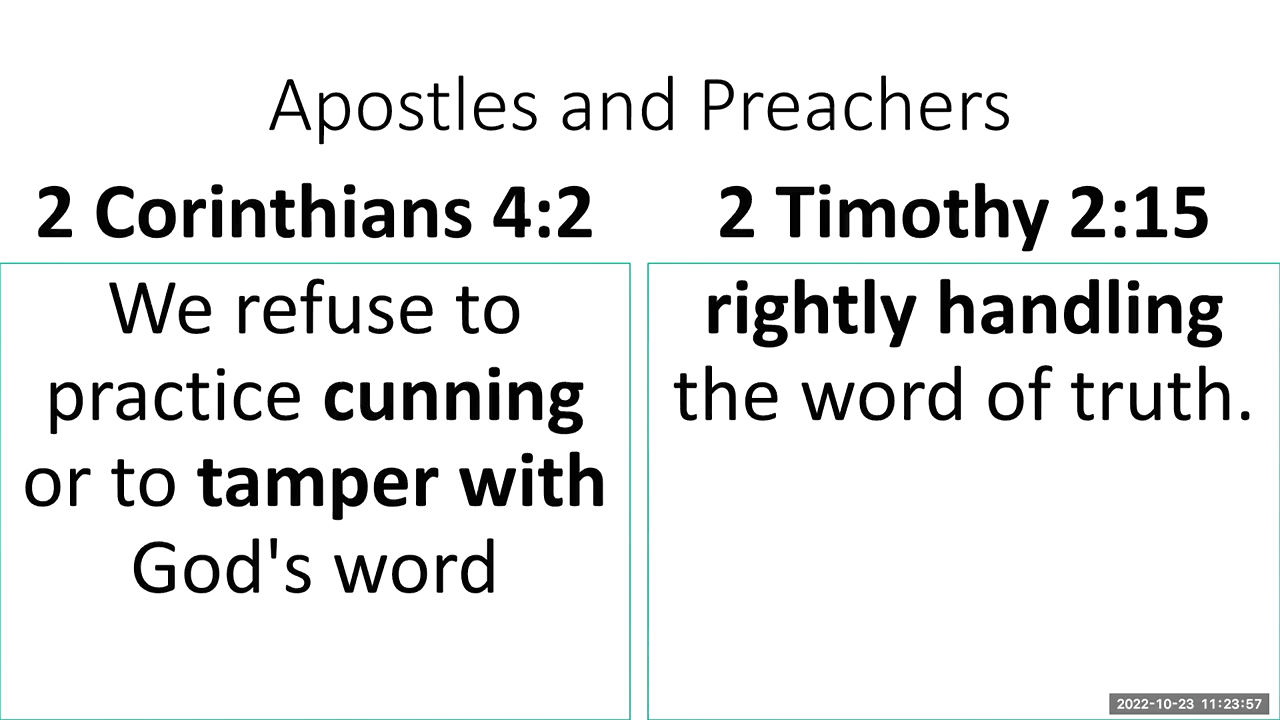 Apostles and Preachers
2 Corinthians 4:2
We refuse to
practice cunning
or to tamper with
God's word
2 Timothy 2:15
rightly handling
the word of truth.
2022-10-23 11:23:57